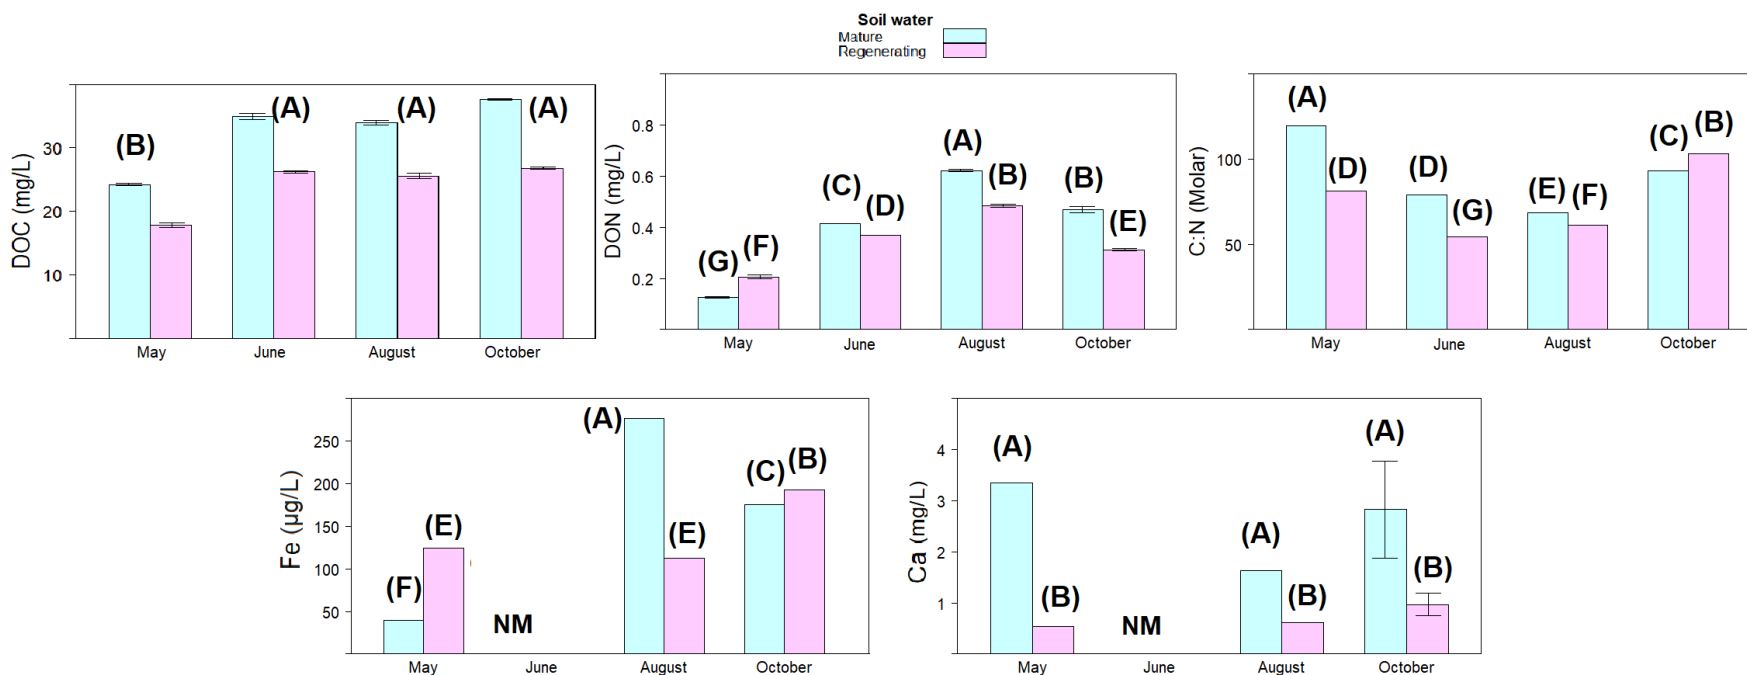 Soil water
Mature
Regenerating
DOC (mg/L)
30
20
10
(B)
(A)
(A)
(A)
May
June
August
October
DON (mg/L)
0.8
0.6
0.4
0.2
(G)
(F)
(C)
(D)
(A)
(B)
(B)
(E)
May
June
August
October
C:N (Molar)
100
50
(A)
(D)
(D)
(G)
(E)
(F)
(C)
(B)
May
June
August
October
Fe (µg/L)
250
200
150
100
50
(F)
(E)
NM
(A)
(E)
(C)
(B)
May
June
August
October
Ca (mg/L)
4
3
2
1
(A)
(B)
NM
(A)
(B)
(A)
(B)
May
June
August
October